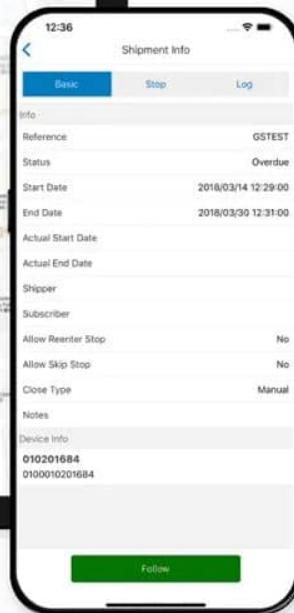 12:36
Shipment Info
Basic Stop Log
Info
Reference GSTEST
Status Overdue
Start Date 2018/03/14 12:29:00
End Date 2018/03/30 12:31:00
Actual Start Date
Actual End Date
Shipper
Subscriber
Allow Reenter Stop No
Allow Skip Stop No
Close Type Manual
Notes
Device Info
010201684
0100010201684
Follow